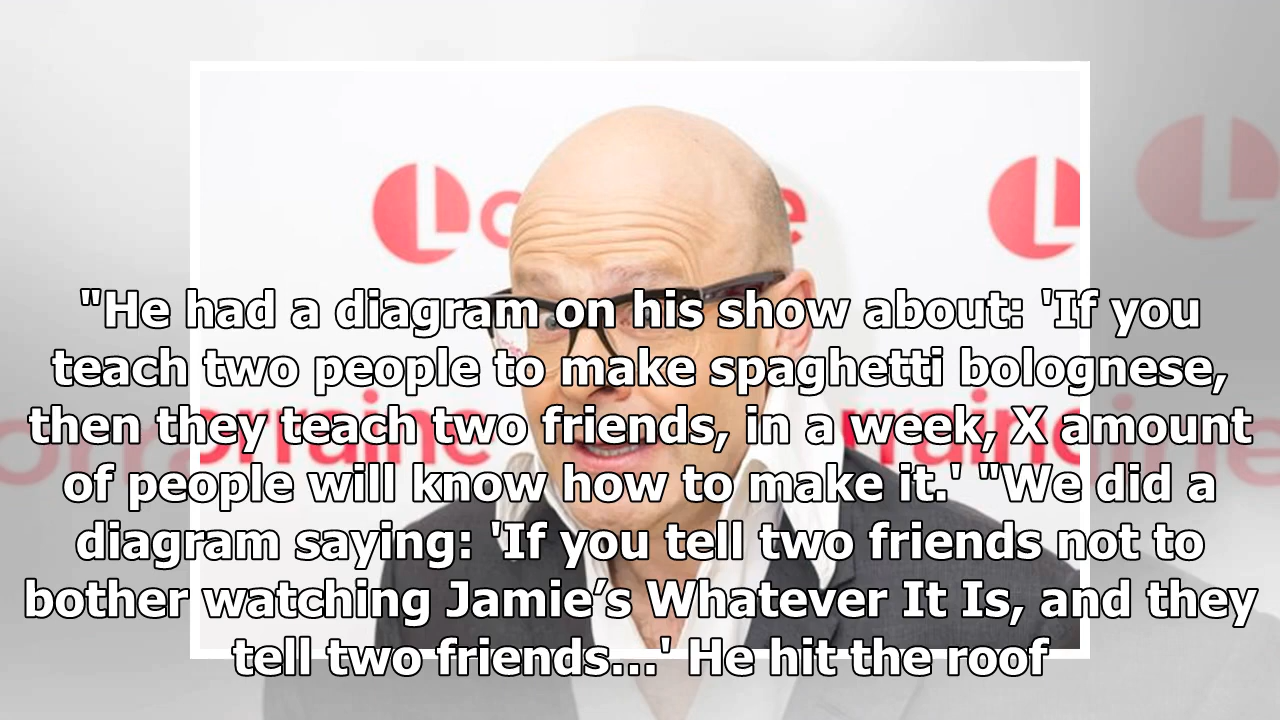 "He had a diagram on his show about: 'If you
teach two people to make spaghetti bolognese,
then they teach two friends, in a week, X amount
of people will know how to make it.' "We did a
diagram saying: 'If you tell two friends not to
bother watching Jamie’s Whatever It Is, and they
tell two friends...' He hit the roof